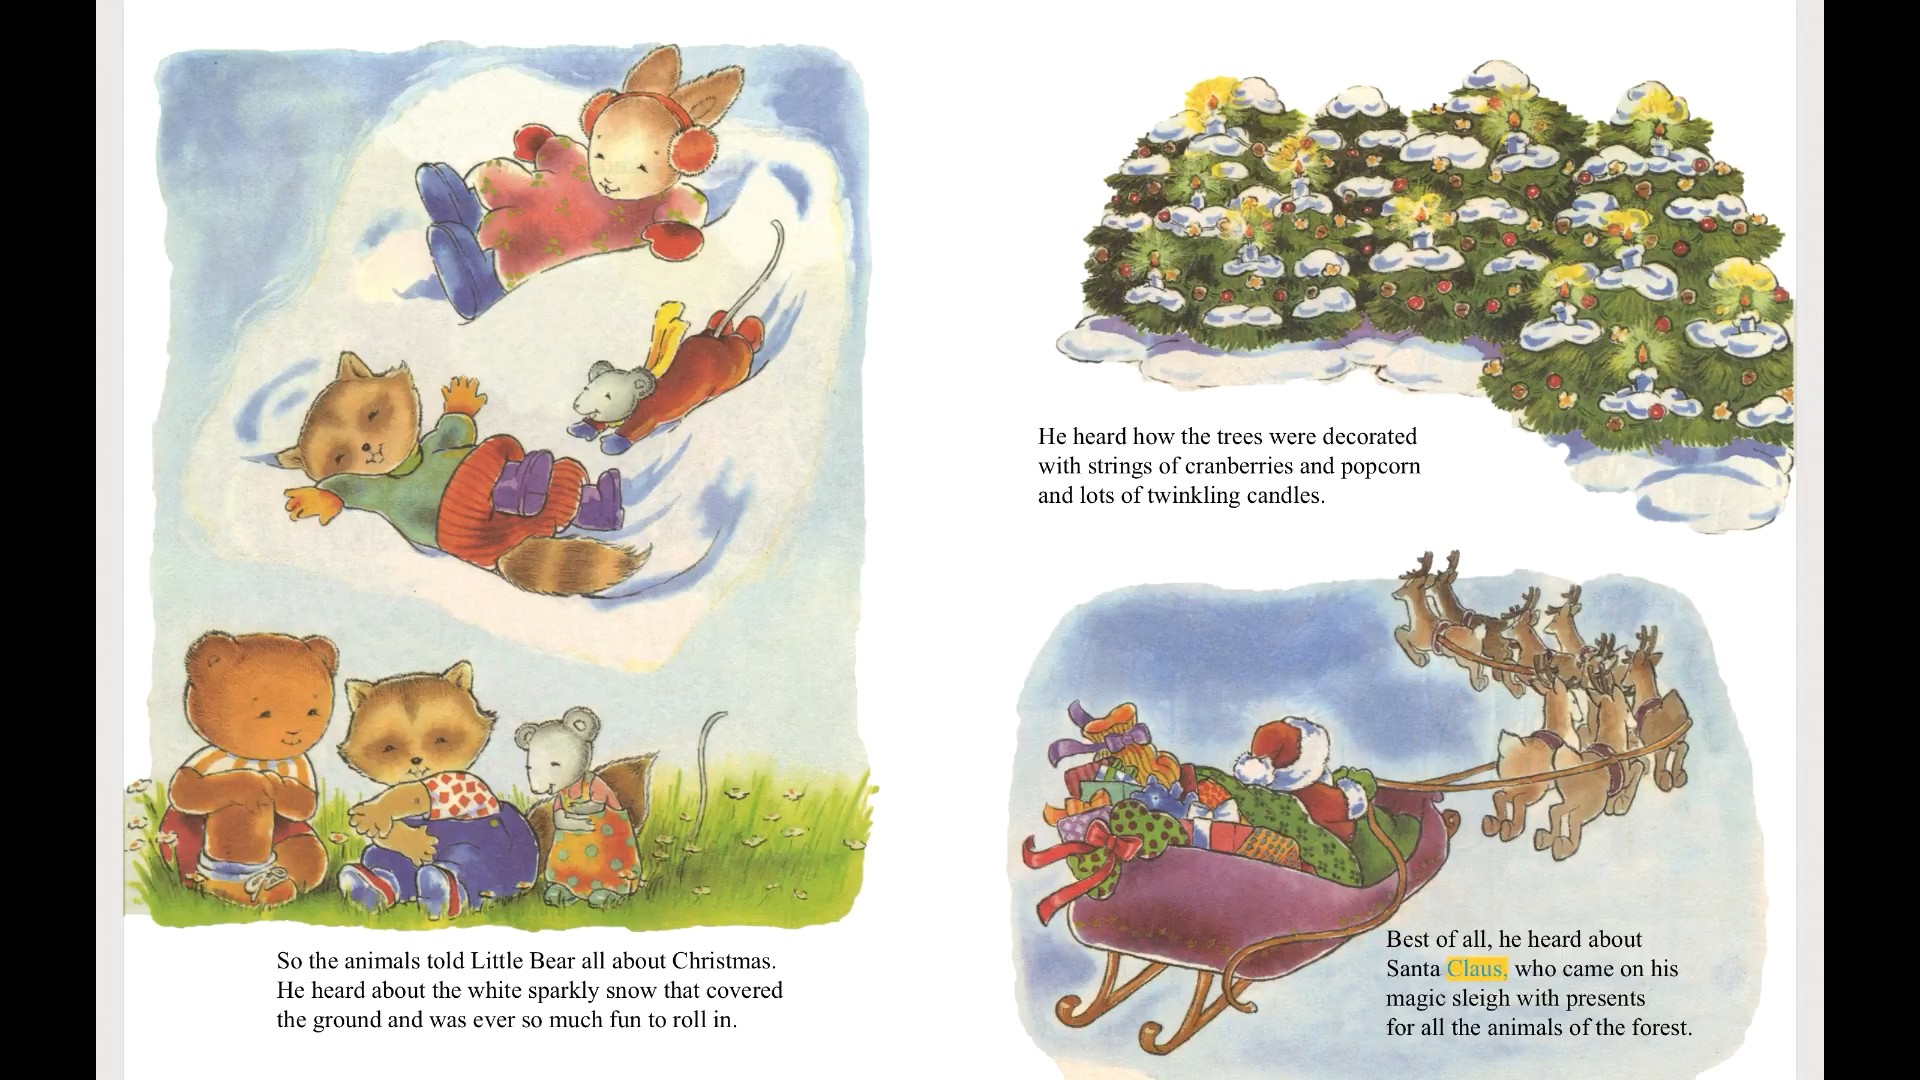 So the animals told Little Bear all about Christmas.
He heard about the white sparkly snow that covered
the ground and was ever so much fun to roll in.
He heard how the trees were decorated
with strings of cranberries and popcorn
and lots of twinkling candles.
Best of all, he heard about
Santa Claus, who came on his
magic sleigh with presents
for all the animals of the forest.